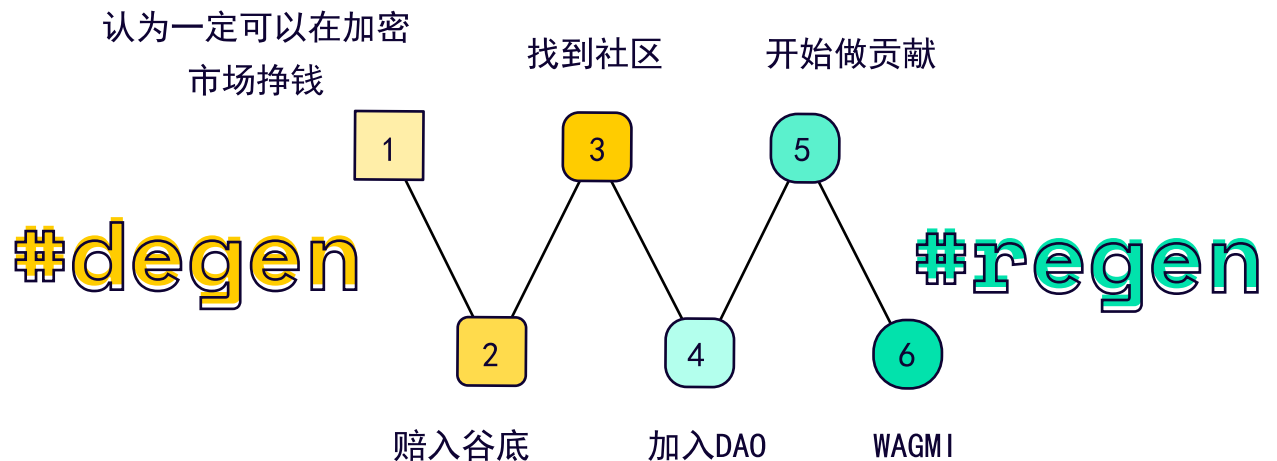 认为一定可以在加密
市场挣钱
找到社区
开始做贡献
1
3
5
#degen
#regen
2
4
6
赔入谷底
加入DAO
WAGMI